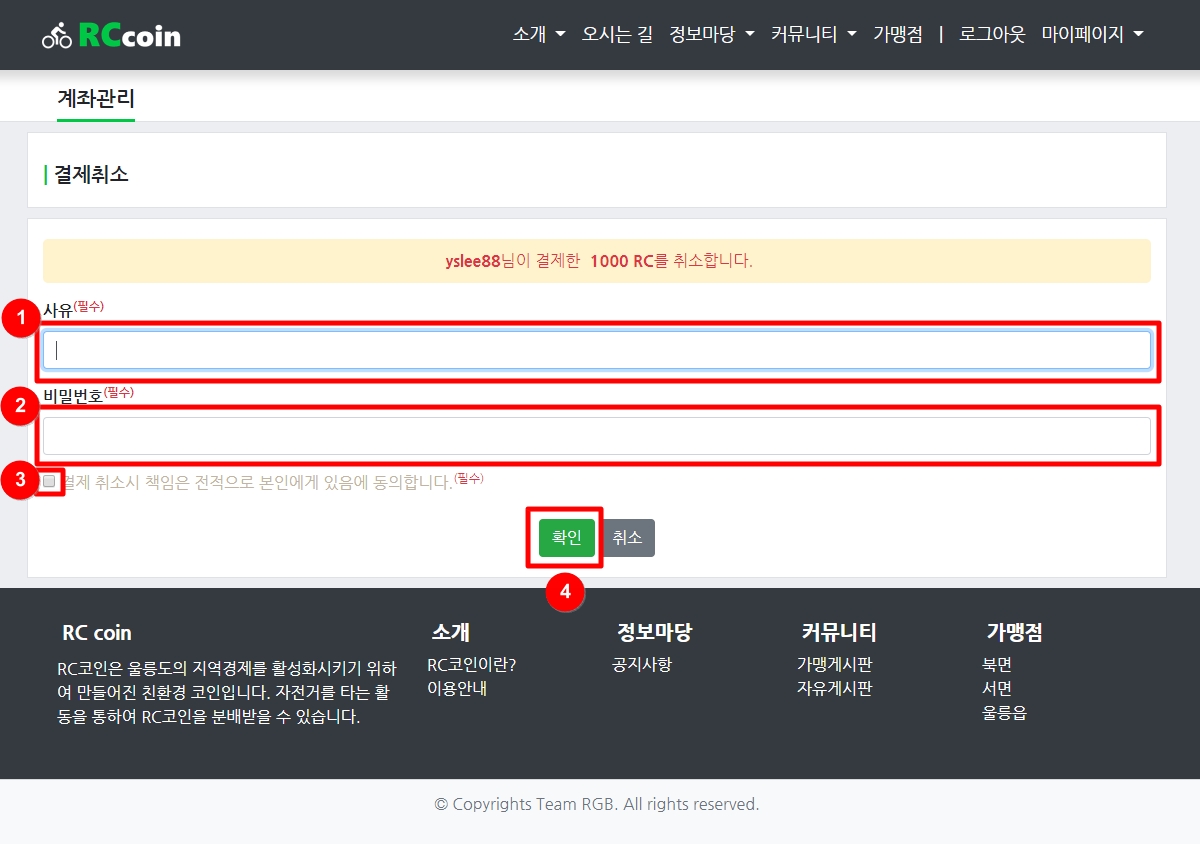 RCcoin
소개 오시는 길 정보마당 커뮤니티 가맹점 | 로그아웃 마이페이지
계좌관리
결제취소
yslee88님이 결제한 1000 RC를 취소합니다.
1 사유(필수)
2 비밀번호(필수)
3 결제 취소시 책임은 전적으로 본인에게 있음에 동의합니다.(필수)
확인 취소
4
RC coin
RC코인은 울릉도의 지역경제를 활성화시키기 위하
여 만들어진 친환경 코인입니다. 자전거를 타는 활
동을 통하여 RC코인을 분배받을 수 있습니다.
소개
RC코인이란?
이용안내
정보마당
공지사항
커뮤니티
가맹게시판
자유게시판
가맹점
북면
서면
울릉읍
© Copyrights Team RGB. All rights reserved.